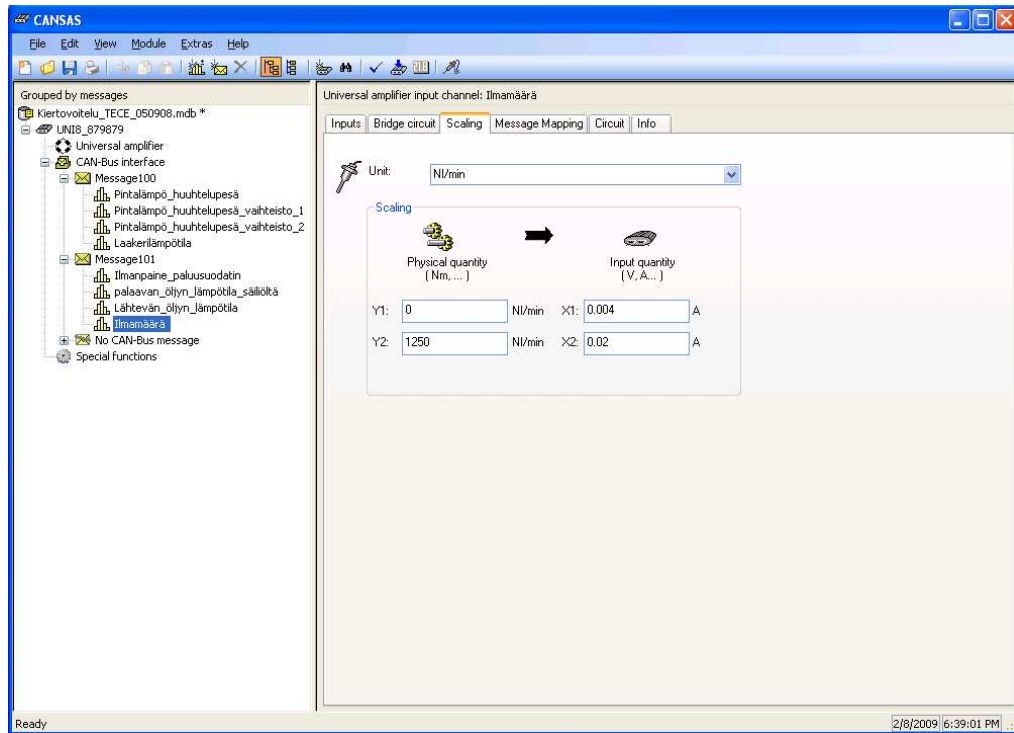 CANSAS
File Edit View Module Extras Help
Grouped by messages
Kiertovoitelu_TECE_050908.mdb *
UNI8_879879
Universal amplifier
CAN-Bus interface
Message100
Pintalämpö_huuhtelupesä
Pintalämpö_huuhtelupesä_vaihteisto_1
Pintalämpö_huuhtelupesä_vaihteisto_2
Laakerilämpötila
Message101
Ilmanpaine_paluusuodatin
palaavan_öljyn_lämpötila_säiliöltä
Lähtevän_öljyn_lämpötila
Ilmamäärä
No CAN-Bus message
Special functions
Universal amplifier input channel: Ilmamäärä
Inputs Bridge circuit Scaling Message Mapping Circuit Info
Unit: Nl/min
Scaling
Physical quantity Input quantity
( Nm, ... ) ( V, A... )
Y1: 0 Nl/min X1: 0.004 A
Y2: 1250 Nl/min X2: 0.02 A
Ready 2/8/2009 6:39:01 PM